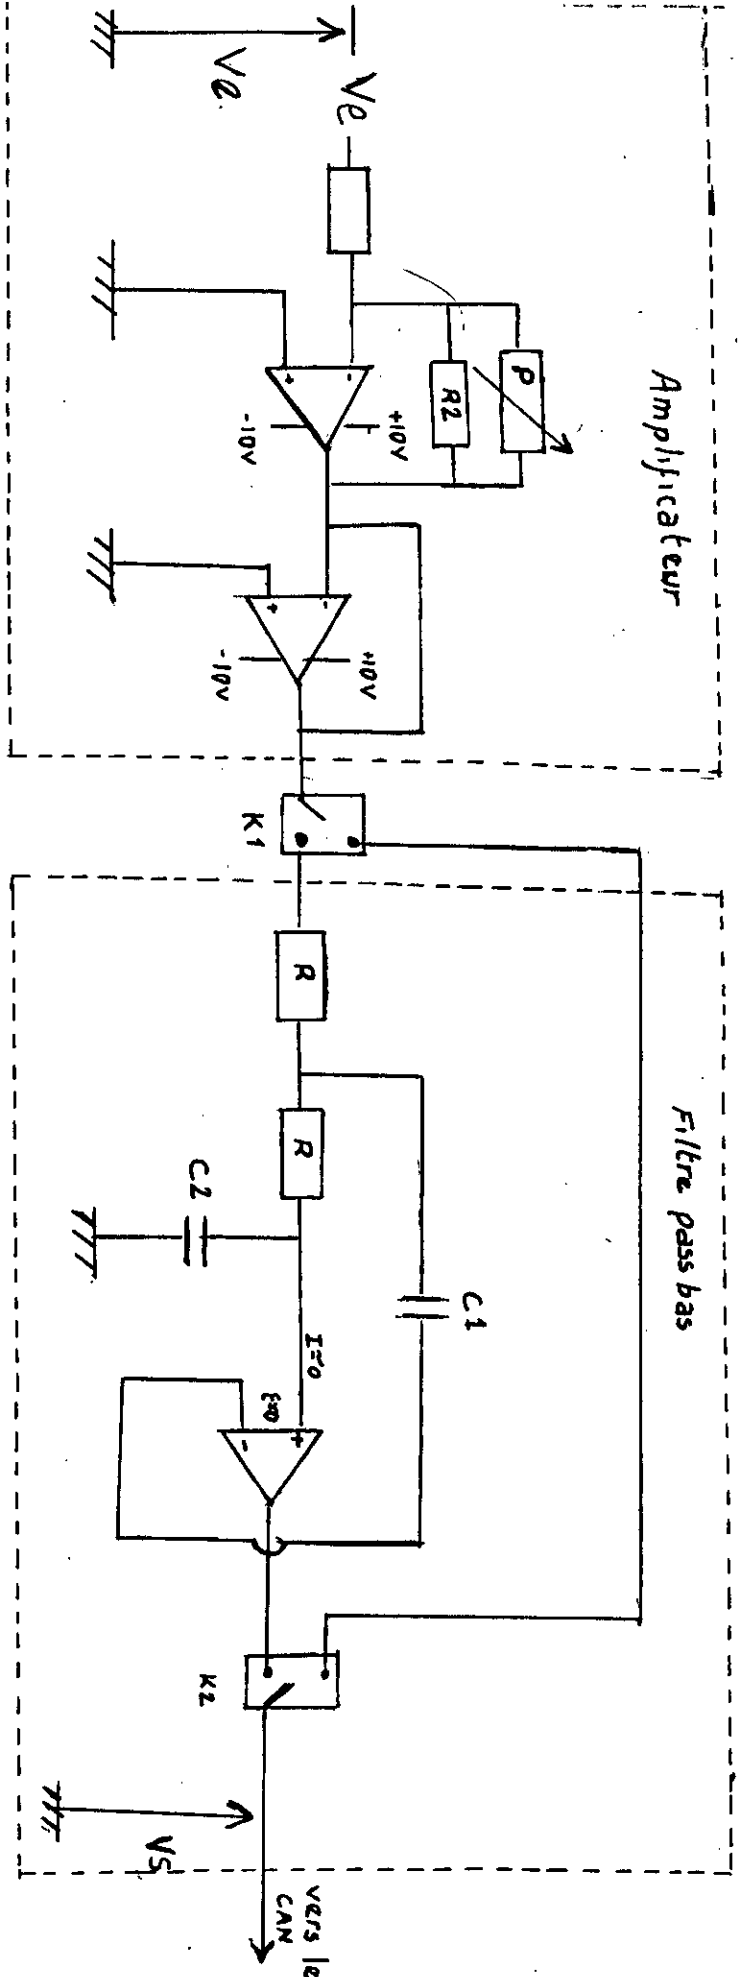 Amplificateur
P
R2
Ve
Ve
-
+
+10V
-10V
-
+
+10V
-10V
K1
Filtre pass bas
C1
R
R
C2
I≈0
ε≈0
+
-
K2
Vs
vers le
CAN